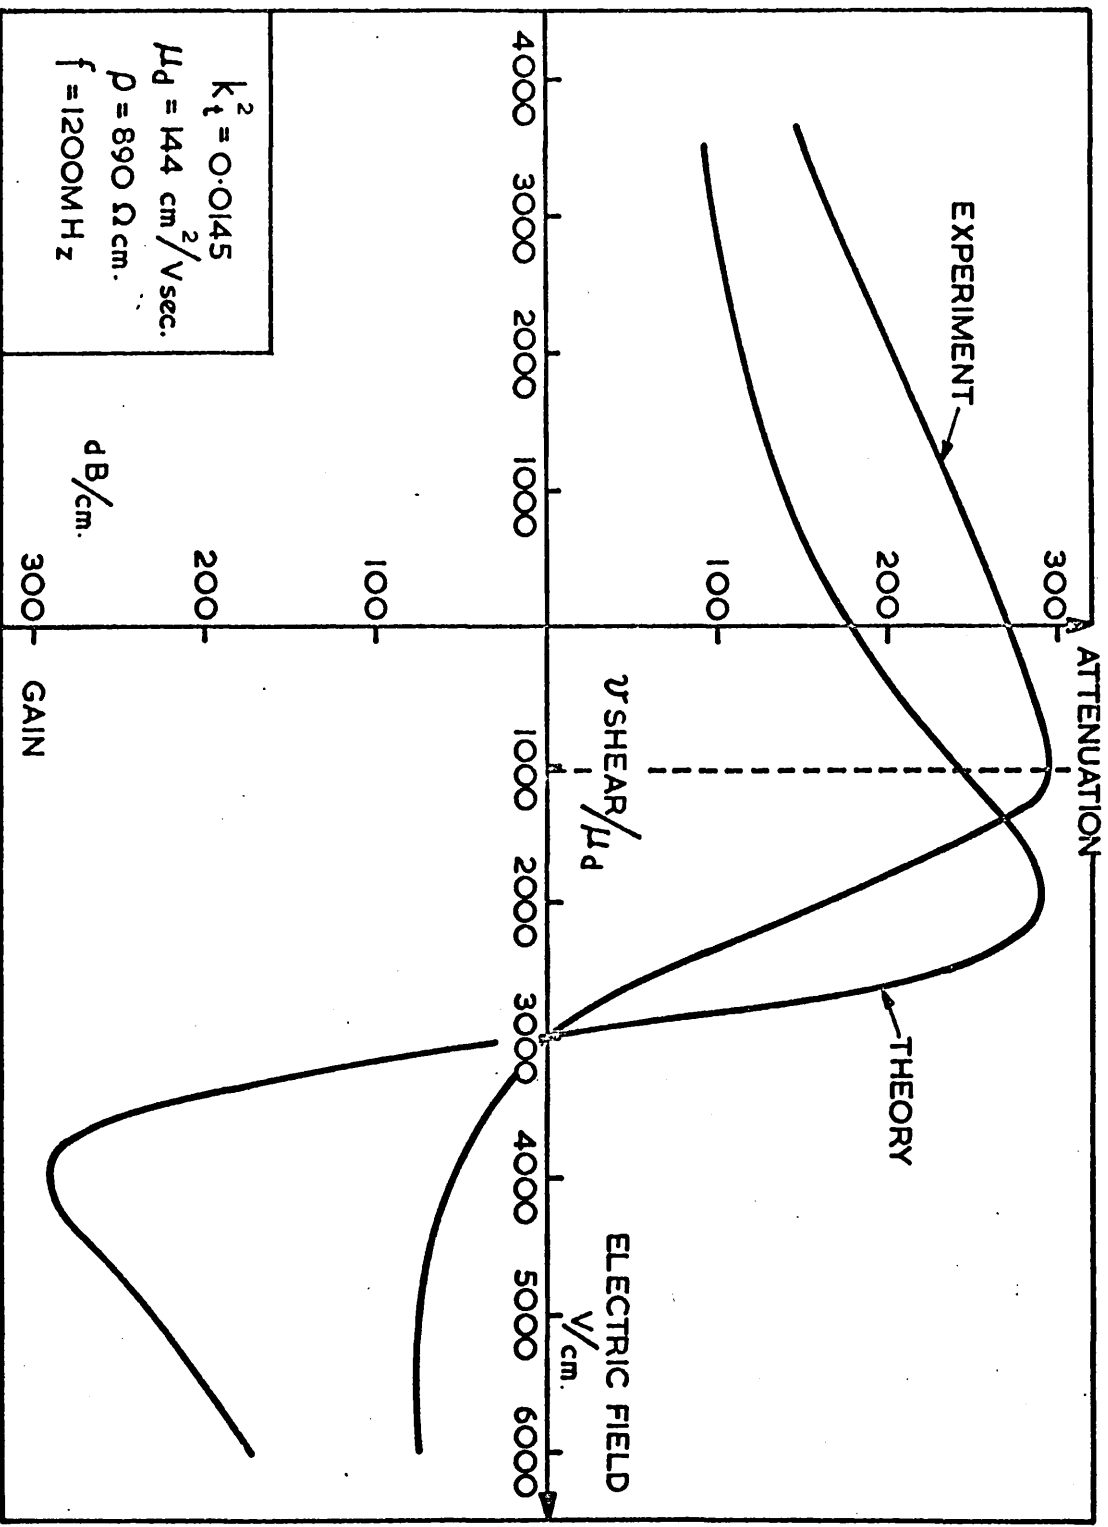 ATTENUATION
300
200
100
EXPERIMENT
THEORY
υ SHEAR/μd
ELECTRIC FIELD
V/cm.
4000
3000
2000
1000
1000
2000
3000
4000
5000
6000
100
200
300
dB/cm.
GAIN
k²t = 0·0145
μd = 144 cm²/V sec.
ρ = 890 Ω cm.
f = 1200MHz